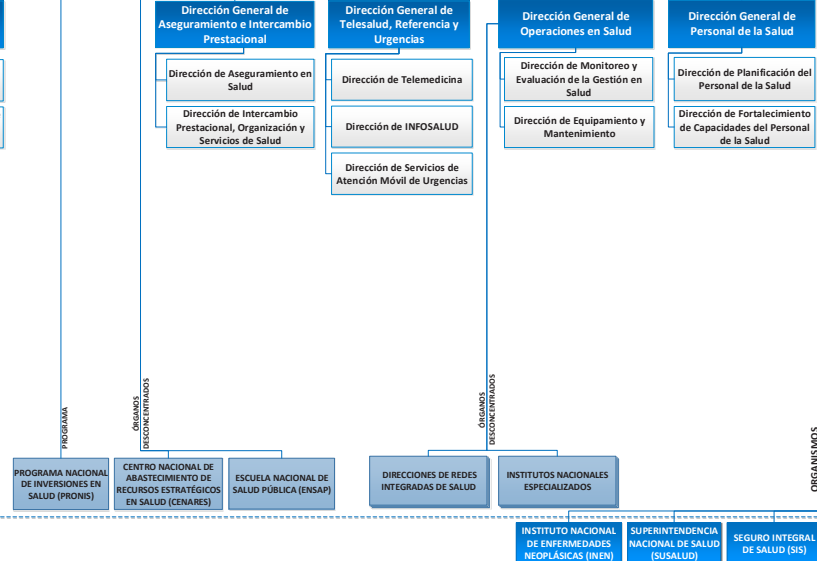 Dirección General de
Aseguramiento e Intercambio
Prestacional
Dirección de Aseguramiento en
Salud
Dirección de Intercambio
Prestacional, Organización y
Servicios de Salud
Dirección General de
Telesalud, Referencia y
Urgencias
Dirección de Telemedicina
Dirección de INFOSALUD
Dirección de Servicios de
Atención Móvil de Urgencias
Dirección General de
Operaciones en Salud
Dirección de Monitoreo y
Evaluación de la Gestión en
Salud
Dirección de Equipamiento y
Mantenimiento
Dirección General de
Personal de la Salud
Dirección de Planificación del
Personal de la Salud
Dirección de Fortalecimiento
de Capacidades del Personal
de la Salud
PROGRAMA
ÓRGANOS
DESCONCENTRADOS
ÓRGANOS
DESCONCENTRADOS
ORGANISMOS
PROGRAMA NACIONAL
DE INVERSIONES EN
SALUD (PRONIS)
CENTRO NACIONAL DE
ABASTECIMIENTO DE
RECURSOS ESTRATÉGICOS
EN SALUD (CENARES)
ESCUELA NACIONAL DE
SALUD PÚBLICA (ENSAP)
DIRECCIONES DE REDES
INTEGRADAS DE SALUD
INSTITUTOS NACIONALES
ESPECIALIZADOS
INSTITUTO NACIONAL
DE ENFERMEDADES
NEOPLÁSICAS (INEN)
SUPERINTENDENCIA
NACIONAL DE SALUD
(SUSALUD)
SEGURO INTEGRAL
DE SALUD (SIS)